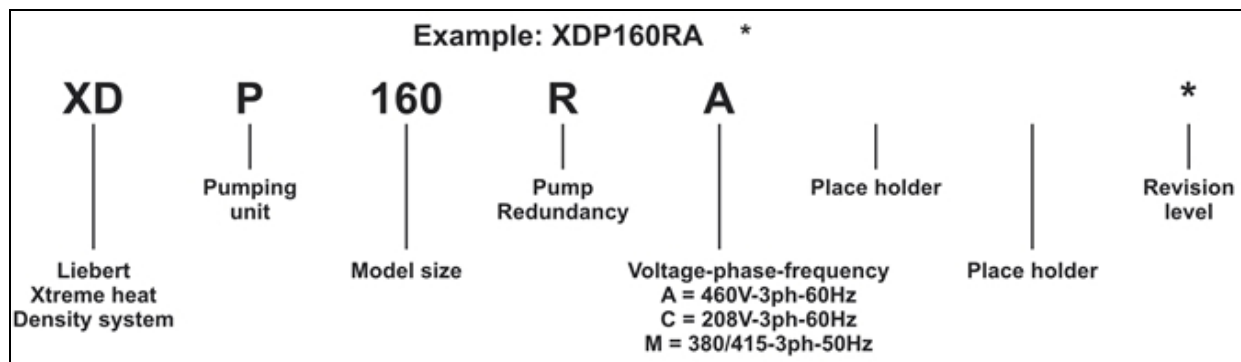 Example: XDP160RA *
XD P 160 R A *
Pumping
unit
Pump
Redundancy
Place holder
Revision
level
Liebert
Xtreme heat
Density system
Model size
Voltage-phase-frequency
A = 460V-3ph-60Hz
C = 208V-3ph-60Hz
M = 380/415-3ph-50Hz
Place holder